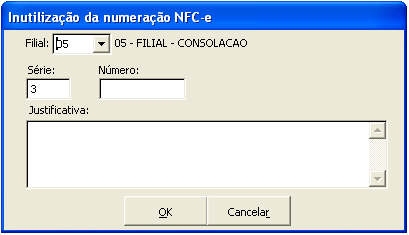 Inutilização da numeração NFC-e
Filial: 05 05 - FILIAL - CONSOLACAO
Série: Número:
3
Justificativa:
OK Cancelar